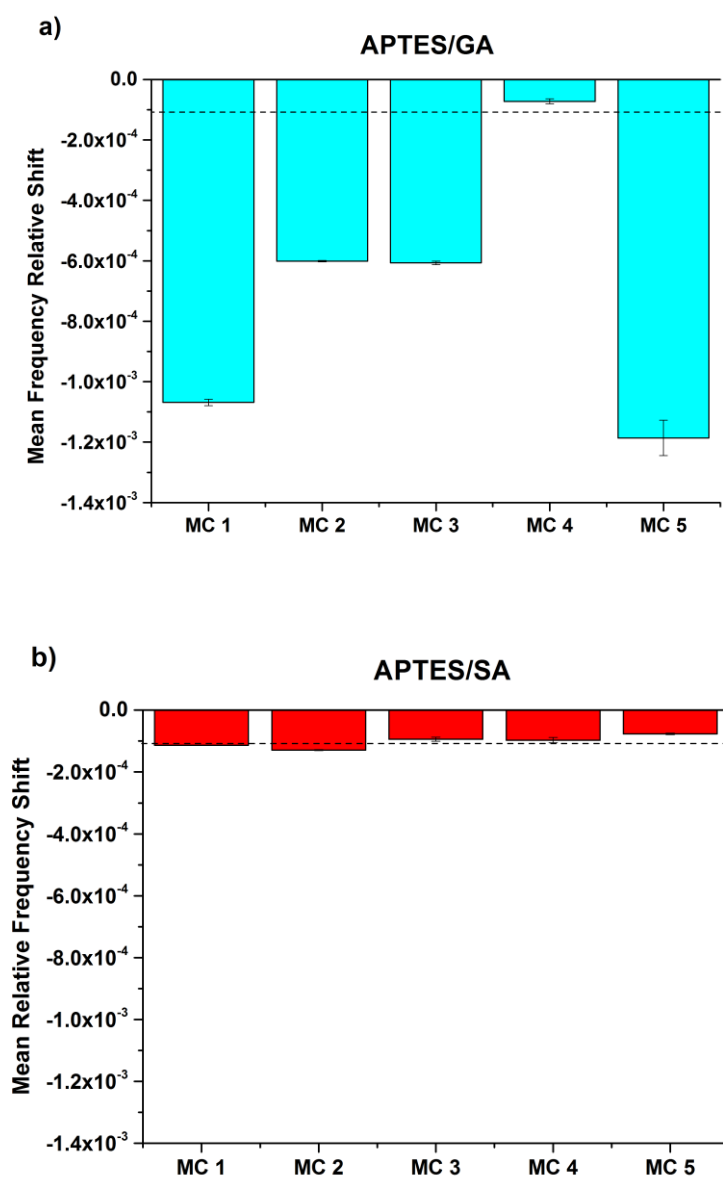 a)
APTES/GA
Mean Frequency Relative Shift
0.0
-2.0x10⁻⁴
-4.0x10⁻⁴
-6.0x10⁻⁴
-8.0x10⁻⁴
-1.0x10⁻³
-1.2x10⁻³
-1.4x10⁻³
MC 1 MC 2 MC 3 MC 4 MC 5
b)
APTES/SA
Mean Relative Frequency Shift
0.0
-2.0x10⁻⁴
-4.0x10⁻⁴
-6.0x10⁻⁴
-8.0x10⁻⁴
-1.0x10⁻³
-1.2x10⁻³
-1.4x10⁻³
MC 1 MC 2 MC 3 MC 4 MC 5